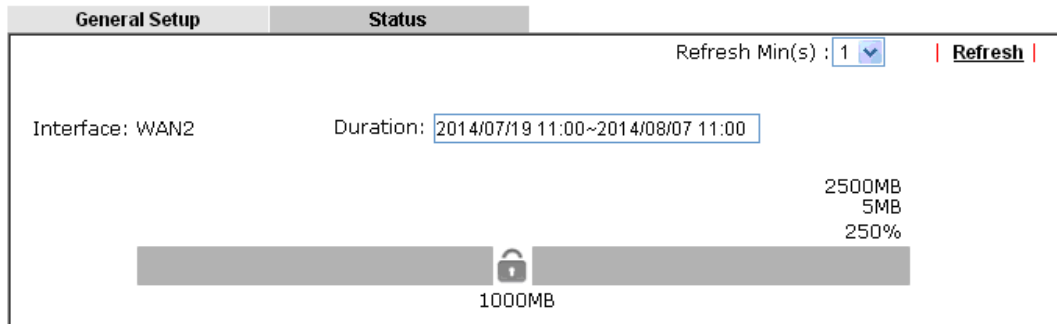 General Setup Status
Refresh Min(s) : 1 | Refresh |
Interface: WAN2 Duration: 2014/07/19 11:00~2014/08/07 11:00
2500MB
5MB
250%
1000MB